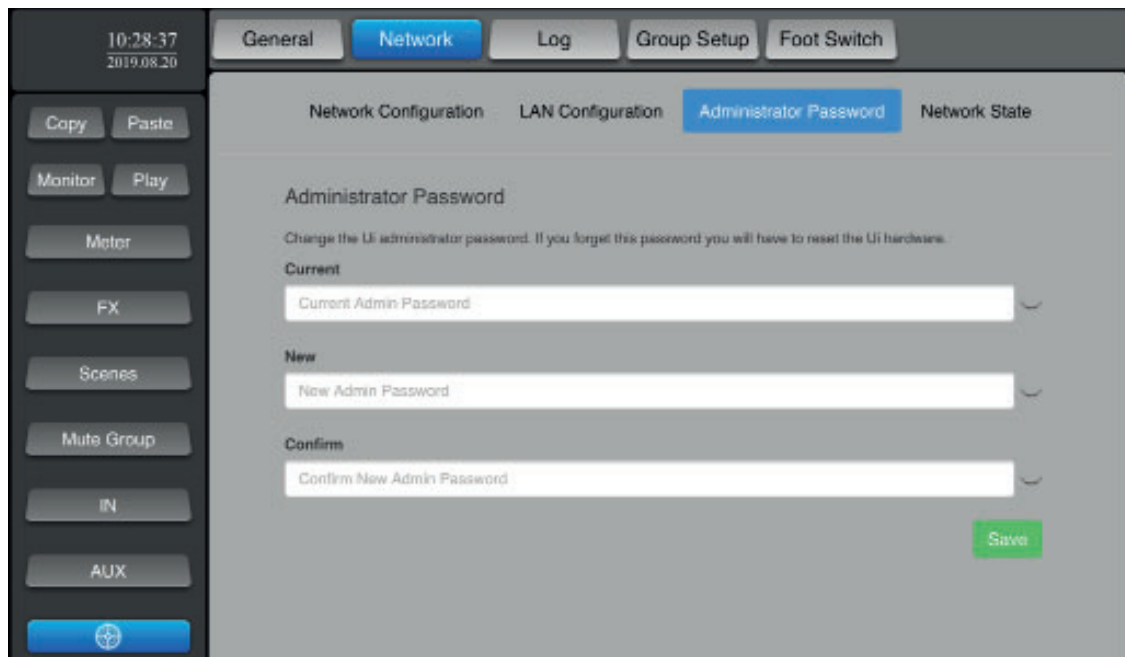 10:28:37
2019.08.20
General Network Log Group Setup Foot Switch
Network Configuration LAN Configuration Administrator Password Network State
Copy Paste
Monitor Play
Meter
FX
Scenes
Mute Group
IN
AUX
Administrator Password
Change the Ui administrator password. If you forget this password you will have to reset the Ui hardware.
Current
Current Admin Password
New
New Admin Password
Confirm
Confirm New Admin Password
Save